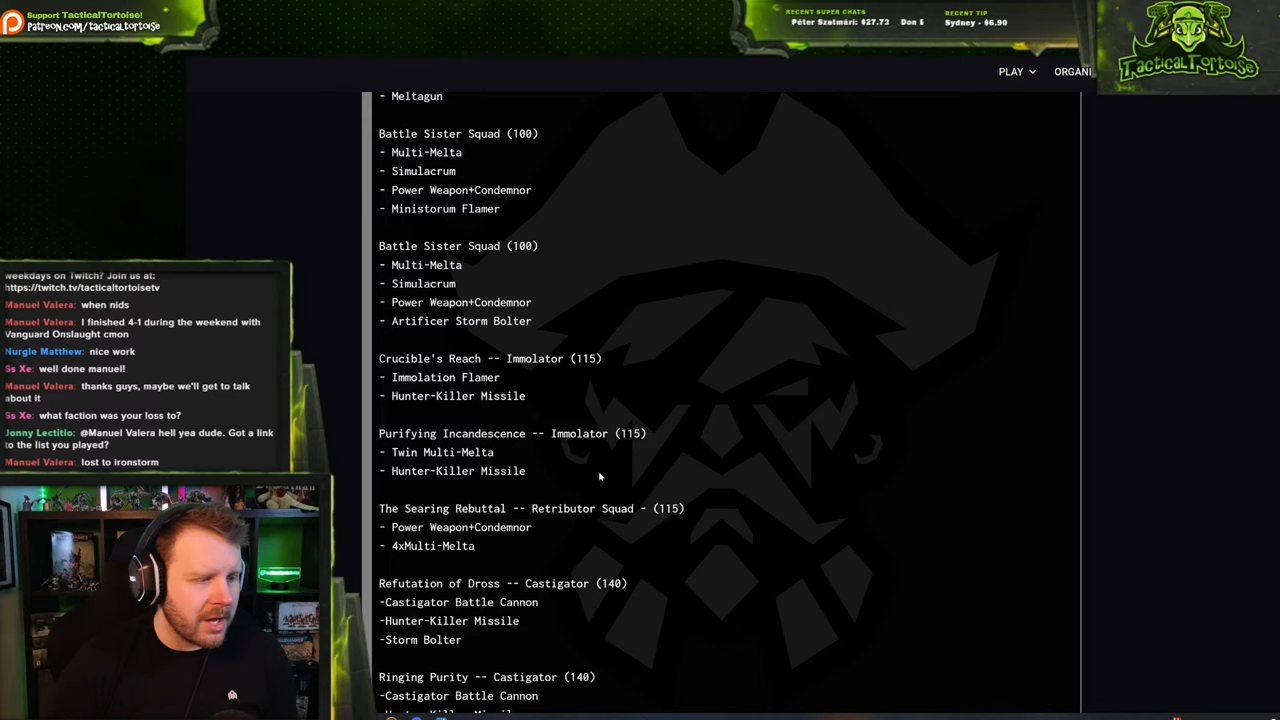 Support TacticalTortoise!
Patreon.com/tacticaltortoise
RECENT SUPER CHATS
Péter Szatmári: $27.73 Don E
RECENT TIP
Sydney - $6.90
TACTICALTORTOISE
PLAY
ORGANI
- Meltagun
Battle Sister Squad (100)
- Multi-Melta
- Simulacrum
- Power Weapon+Condemnor
- Ministorum Flamer
Battle Sister Squad (100)
- Multi-Melta
- Simulacrum
- Power Weapon+Condemnor
- Artificer Storm Bolter
Crucible's Reach -- Immolator (115)
- Immolation Flamer
- Hunter-Killer Missile
Purifying Incandescence -- Immolator (115)
- Twin Multi-Melta
- Hunter-Killer Missile
The Searing Rebuttal -- Retributor Squad - (115)
- Power Weapon+Condemnor
- 4xMulti-Melta
Refutation of Dross -- Castigator (140)
-Castigator Battle Cannon
-Hunter-Killer Missile
-Storm Bolter
Ringing Purity -- Castigator (140)
-Castigator Battle Cannon
-Hunter-Killer Missile
weekdays on Twitch? Join us at:
https://twitch.tv/tacticaltortoisetv
Manuel Valera: when nids
Manuel Valera: I finished 4-1 during the weekend with
Vanguard Onslaught cmon
Nurgle Matthew: nice work
Ss Xe: well done manuel!
Manuel Valera: thanks guys, maybe we'll get to talk
about it
Ss Xe: what faction was your loss to?
Jonny Lectitio: @Manuel Valera hell yea dude. Got a link
to the list you played?
Manuel Valera: lost to ironstorm